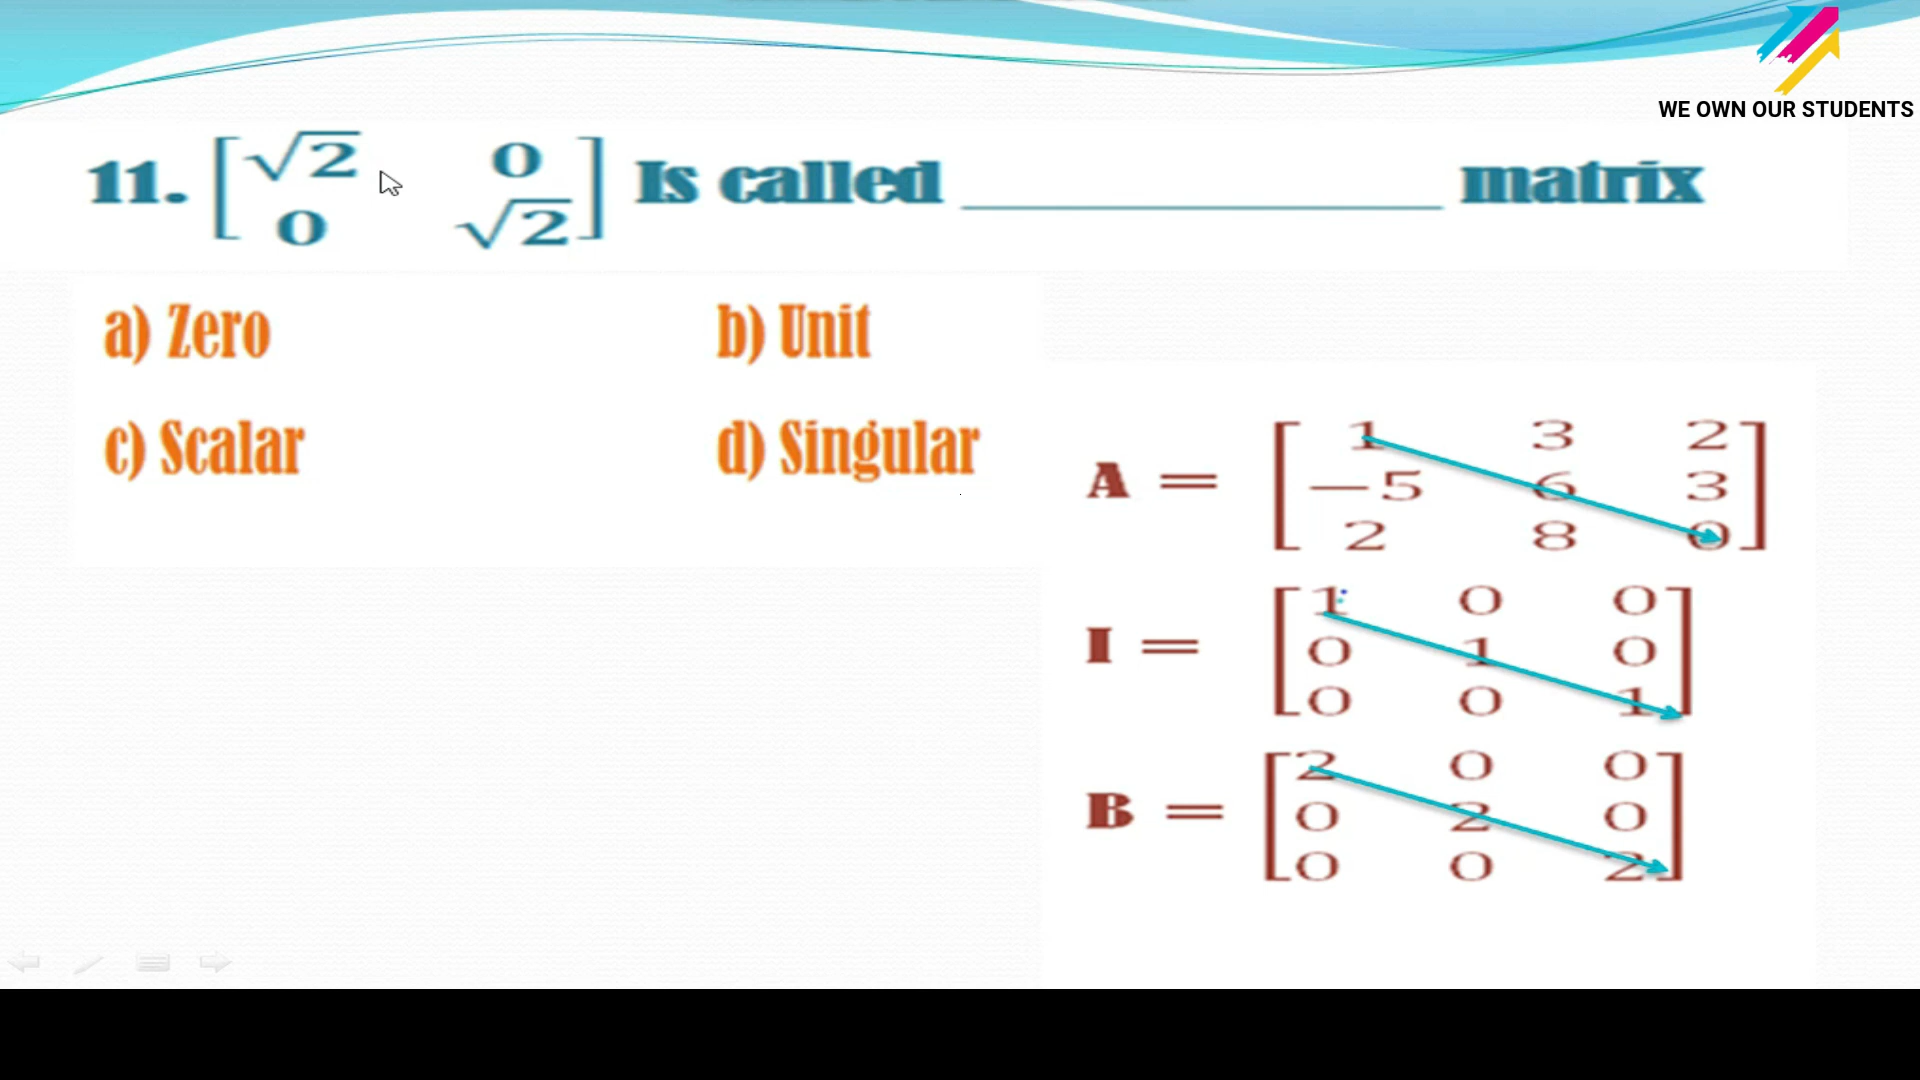 WE OWN OUR STUDENTS
11. [√2 0
0 √2] Is called ____________ matrix
a) Zero b) Unit
c) Scalar d) Singular
A = [1 3 2
−5 6 3
2 8 0]
I = [1 0 0
0 1 0
0 0 1]
B = [2 0 0
0 2 0
0 0 2]